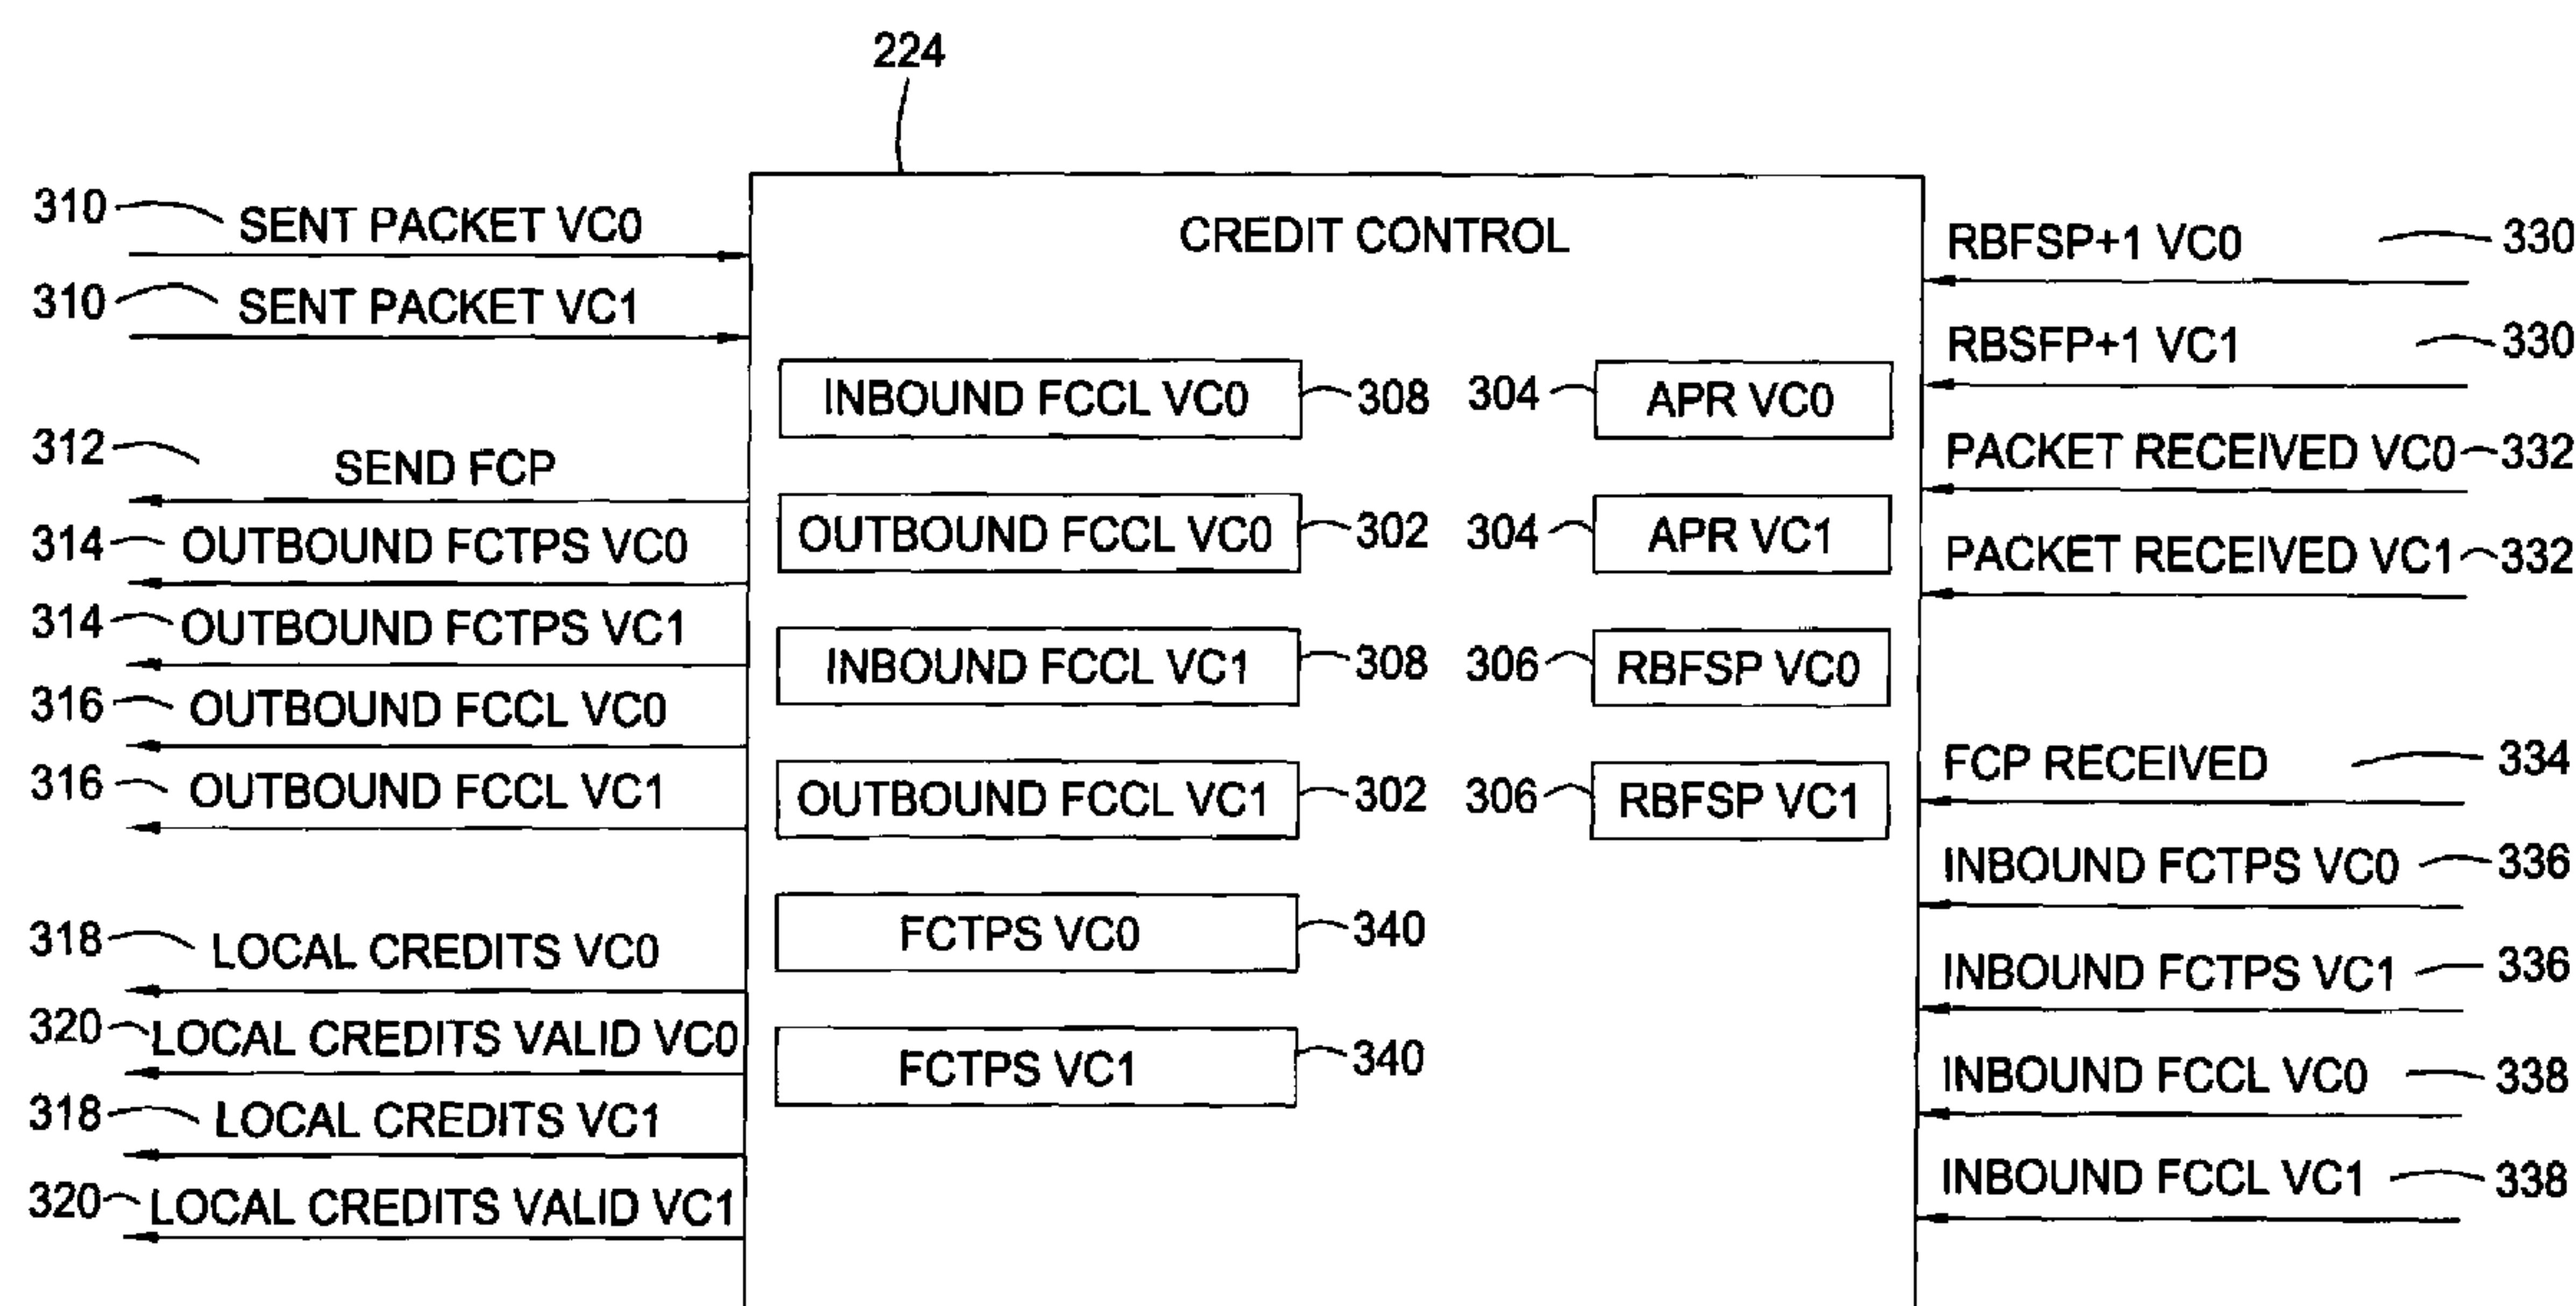 224
310 SENT PACKET VC0
310 SENT PACKET VC1
312 SEND FCP
314 OUTBOUND FCTPS VC0
314 OUTBOUND FCTPS VC1
316 OUTBOUND FCCL VC0
316 OUTBOUND FCCL VC1
318 LOCAL CREDITS VC0
320 LOCAL CREDITS VALID VC0
318 LOCAL CREDITS VC1
320 LOCAL CREDITS VALID VC1
CREDIT CONTROL
INBOUND FCCL VC0 308
OUTBOUND FCCL VC0 302
INBOUND FCCL VC1 308
OUTBOUND FCCL VC1 302
FCTPS VC0 340
FCTPS VC1 340
304 APR VC0
304 APR VC1
306 RBFSP VC0
306 RBFSP VC1
RBFSP+1 VC0 330
RBSFP+1 VC1 330
PACKET RECEIVED VC0 332
PACKET RECEIVED VC1 332
FCP RECEIVED 334
INBOUND FCTPS VC0 336
INBOUND FCTPS VC1 336
INBOUND FCCL VC0 338
INBOUND FCCL VC1 338